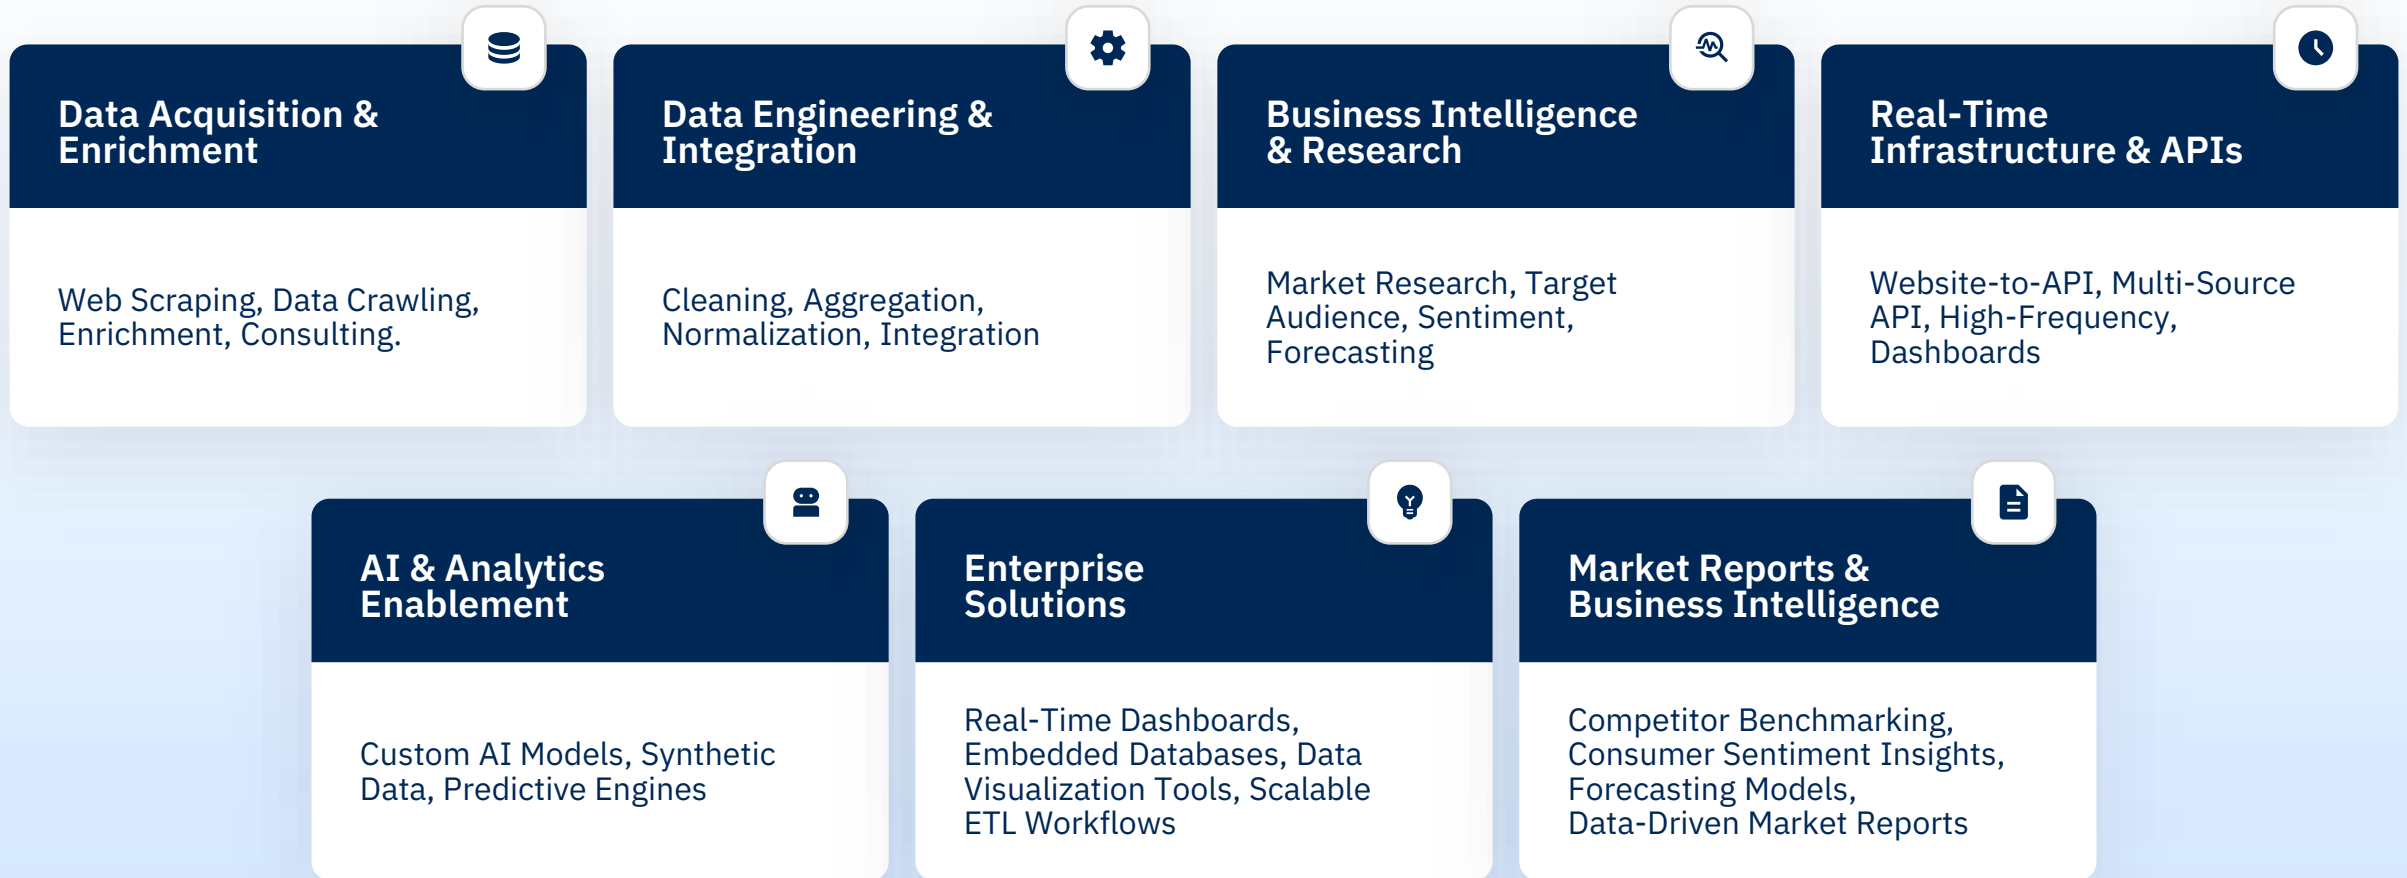 Data Acquisition &
Enrichment
Web Scraping, Data Crawling,
Enrichment, Consulting.
Data Engineering &
Integration
Cleaning, Aggregation,
Normalization, Integration
Business Intelligence
& Research
Market Research, Target
Audience, Sentiment,
Forecasting
Real-Time
Infrastructure & APIs
Website-to-API, Multi-Source
API, High-Frequency,
Dashboards
AI & Analytics
Enablement
Custom AI Models, Synthetic
Data, Predictive Engines
Enterprise
Solutions
Real-Time Dashboards,
Embedded Databases, Data
Visualization Tools, Scalable
ETL Workflows
Market Reports &
Business Intelligence
Competitor Benchmarking,
Consumer Sentiment Insights,
Forecasting Models,
Data-Driven Market Reports